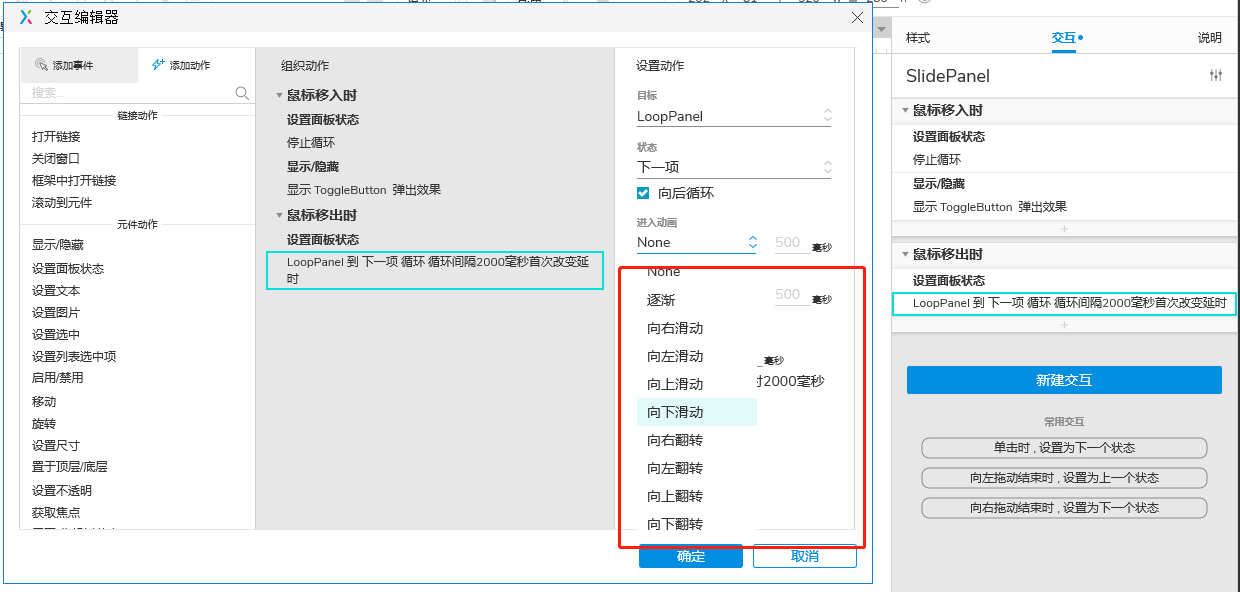 交互编辑器
添加事件
添加动作
搜索...
链接动作
打开链接
关闭窗口
框架中打开链接
滚动到元件
元件动作
显示/隐藏
设置面板状态
设置文本
设置图片
设置选中
设置列表选中项
启用/禁用
移动
旋转
设置尺寸
置于顶层/底层
设置不透明
获取焦点
组织动作
鼠标移入时
设置面板状态
停止循环
显示/隐藏
显示 ToggleButton 弹出效果
鼠标移出时
设置面板状态
LoopPanel 到 下一项 循环 循环间隔2000毫秒首次改变延
时
设置动作
目标
LoopPanel
状态
下一项
向后循环
进入动画
None
500 毫秒
None
逐渐
500 毫秒
向右滑动
向左滑动
毫秒
向上滑动
时2000毫秒
向下滑动
向右翻转
向左翻转
向上翻转
向下翻转
确定
取消
样式
交互
说明
SlidePanel
鼠标移入时
设置面板状态
停止循环
显示/隐藏
显示 ToggleButton 弹出效果
+
鼠标移出时
设置面板状态
LoopPanel 到 下一项 循环 循环间隔2000毫秒首次改变延时
+
新建交互
常用交互
单击时 , 设置为下一个状态
向左拖动结束时 , 设置为上一个状态
向右拖动结束时 , 设置为下一个状态